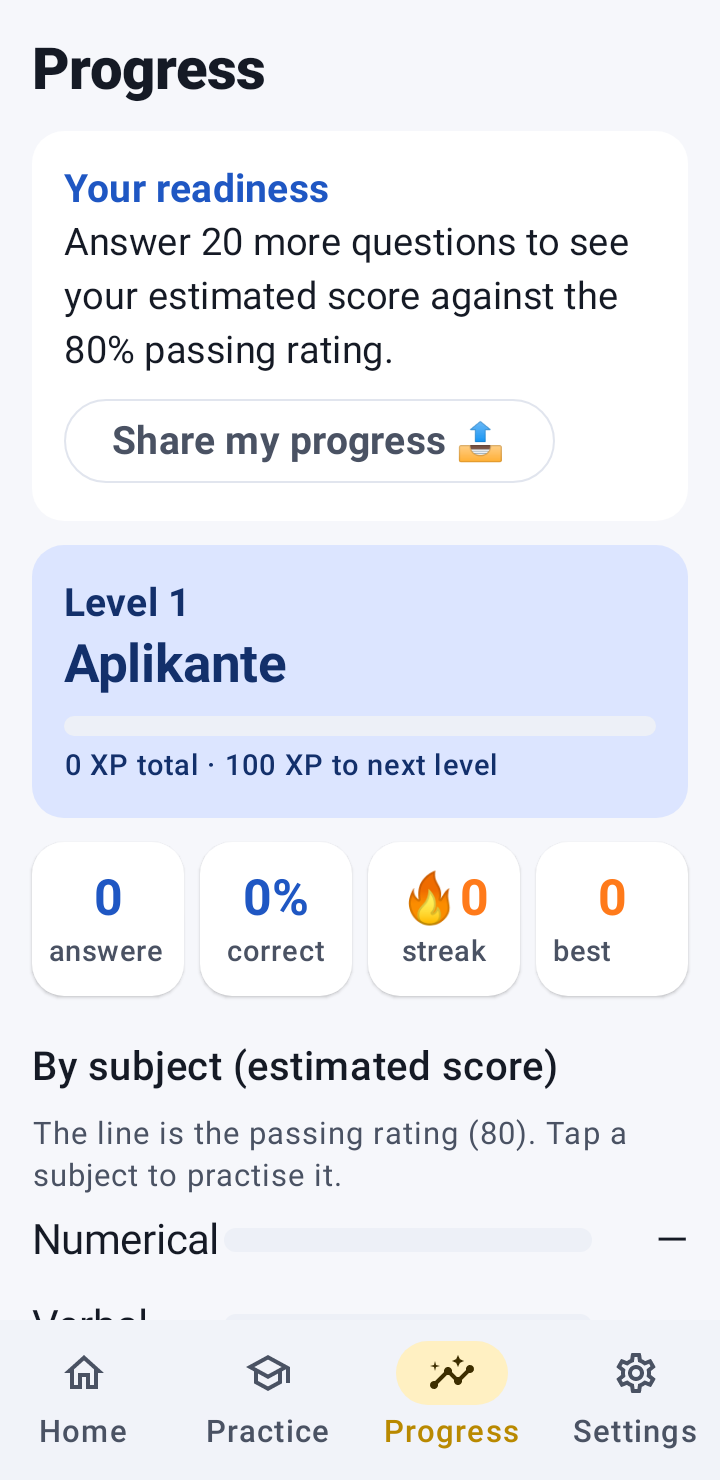 Progress
Your readiness
Answer 20 more questions to see
your estimated score against the
80% passing rating.
Share my progress 📤
Level 1
Aplikante
0 XP total · 100 XP to next level
0 0% 🔥0 0
answere correct streak best
By subject (estimated score)
The line is the passing rating (80). Tap a
subject to practise it.
Numerical —
Verbal
Home Practice Progress Settings